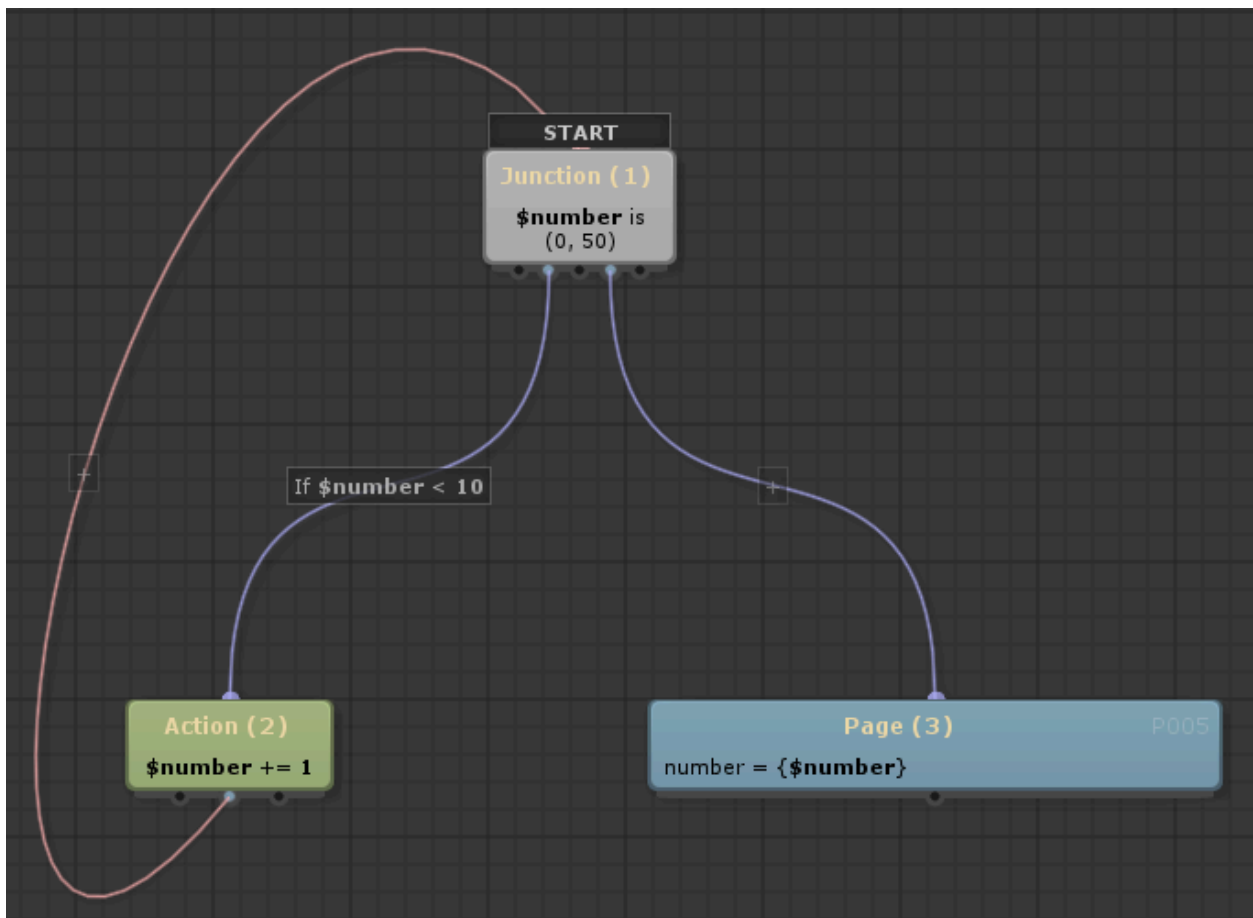 START
Junction (1)
$number is
(0, 50)
If $number < 10
Action (2)
$number += 1
Page (3)
P005
number = {$number}